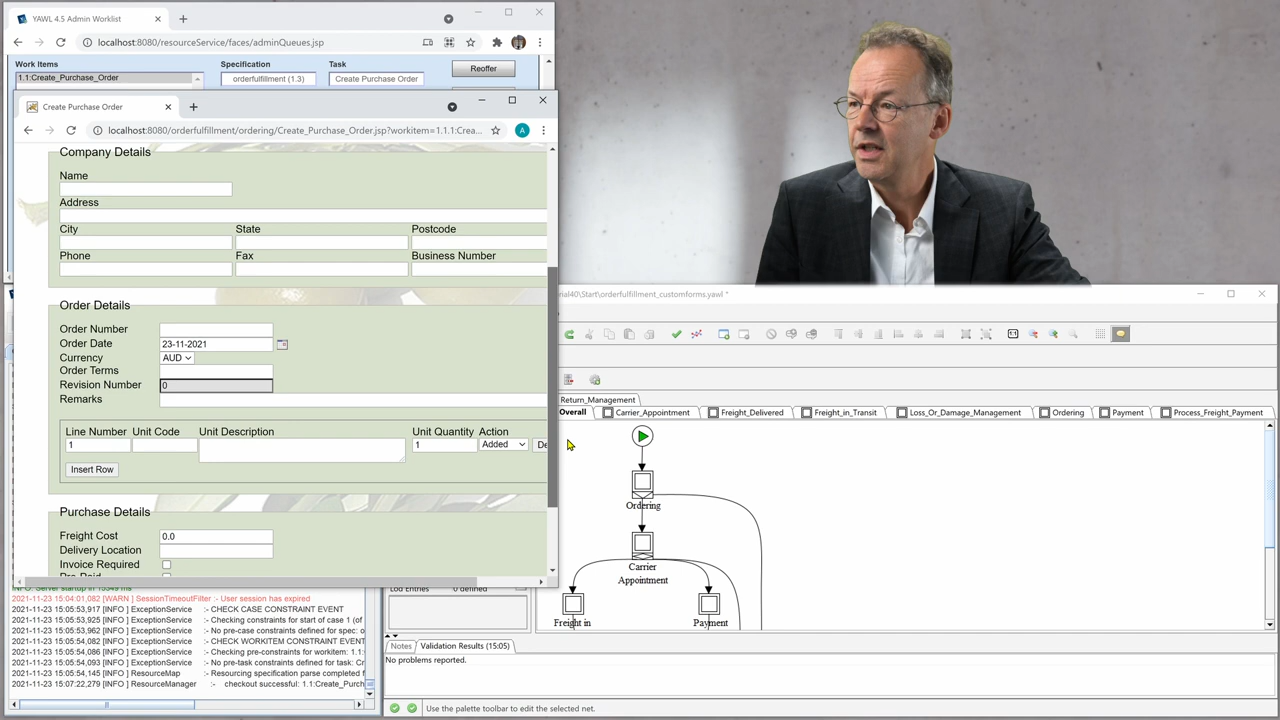 YAWL 4.5 Admin Worklist
localhost:8080/resourceService/faces/adminQueues.jsp
Work Items
Specification
Task
1.1:Create_Purchase_Order
orderfulfillment (1.3)
Create Purchase Order
Reoffer
Create Purchase Order
localhost:8080/orderfulfillment/ordering/Create_Purchase_Order.jsp?workitem=1.1.1:Crea...
A
Company Details
Name
Address
City
State
Postcode
Phone
Fax
Business Number
Order Details
Order Number
Order Date
23-11-2021
Currency
AUD
Order Terms
Revision Number
0
Remarks
Line Number
Unit Code
Unit Description
Unit Quantity
Action
1
1
Added
De
Insert Row
Purchase Details
Freight Cost
0.0
Delivery Location
Invoice Required
2021-11-23 15:04:01,082 [WARN ] SessionTimeoutFilter :- User session has expired
2021-11-23 15:05:53,917 [INFO ] ExceptionService :- CHECK CASE CONSTRAINT EVENT
2021-11-23 15:05:53,925 [INFO ] ExceptionService :- Checking constraints for start of case 1 (of
2021-11-23 15:05:53,962 [INFO ] ExceptionService :- No pre-case constraints defined for spec: o
2021-11-23 15:05:54,082 [INFO ] ExceptionService :- CHECK WORKITEM CONSTRAINT EVENT
2021-11-23 15:05:54,086 [INFO ] ExceptionService :- Checking pre-constraints for workitem: 1.1:
2021-11-23 15:05:54,093 [INFO ] ExceptionService :- No pre-task constraints defined for task: Cr
2021-11-23 15:05:54,145 [INFO ] ResourceMap :- Resourcing specification parse completed f
2021-11-23 15:07:22,279 [INFO ] ResourceManager :- checkout successful: 1.1:Create_Purch
rial40\Start\orderfulfillment_customforms.yawl *
Return_Management
Overall
Carrier_Appointment
Freight_Delivered
Freight_in_Transit
Loss_Or_Damage_Management
Ordering
Payment
Process_Freight_Payment
Ordering
Carrier
Appointment
Freight in
Payment
Notes
Validation Results (15:05)
No problems reported.
Use the palette toolbar to edit the selected net.